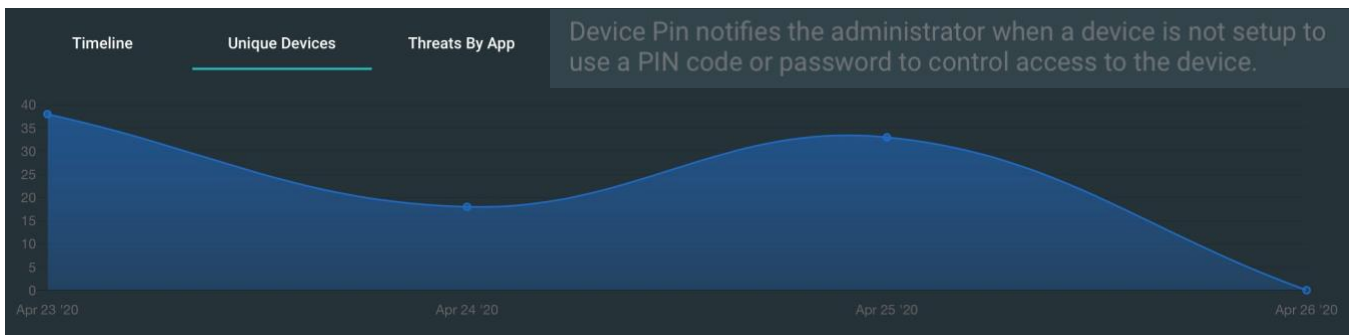 Timeline Unique Devices Threats By App
Device Pin notifies the administrator when a device is not setup to
use a PIN code or password to control access to the device.
40
35
30
25
20
15
10
5
0
Apr 23 '20 Apr 24 '20 Apr 25 '20 Apr 26 '20